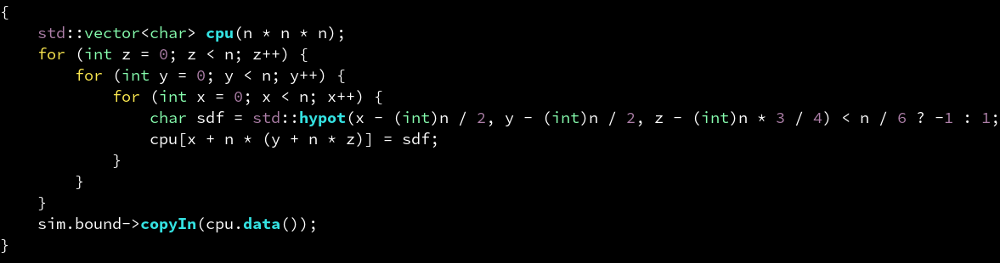 {
    std::vector<char> cpu(n * n * n);
    for (int z = 0; z < n; z++) {
        for (int y = 0; y < n; y++) {
            for (int x = 0; x < n; x++) {
                char sdf = std::hypot(x - (int)n / 2, y - (int)n / 2, z - (int)n * 3 / 4) < n / 6 ? -1 : 1;
                cpu[x + n * (y + n * z)] = sdf;
            }
        }
    }
    sim.bound->copyIn(cpu.data());
}